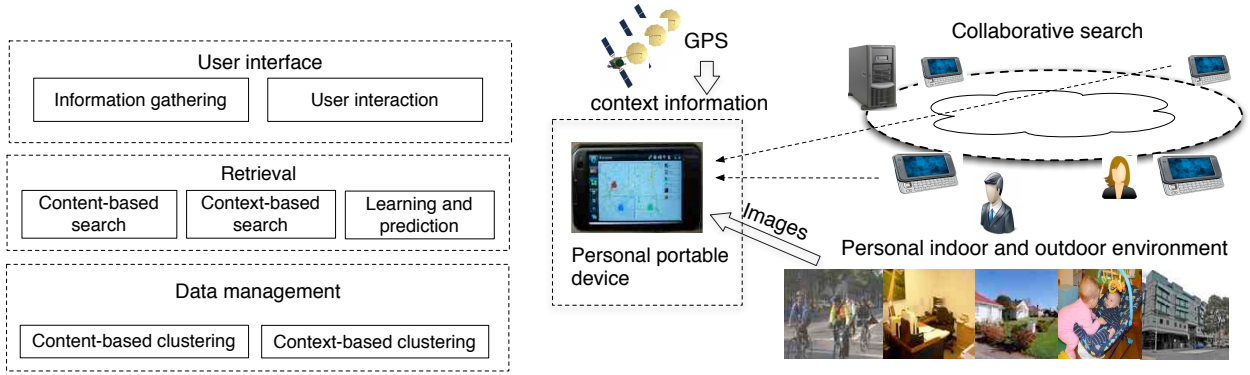 User interface
Information gathering
User interaction
Retrieval
Content-based
search
Context-based
search
Learning and
prediction
Data management
Content-based clustering
Context-based clustering
GPS
context information
Personal portable
device
Images
Collaborative search
Personal indoor and outdoor environment